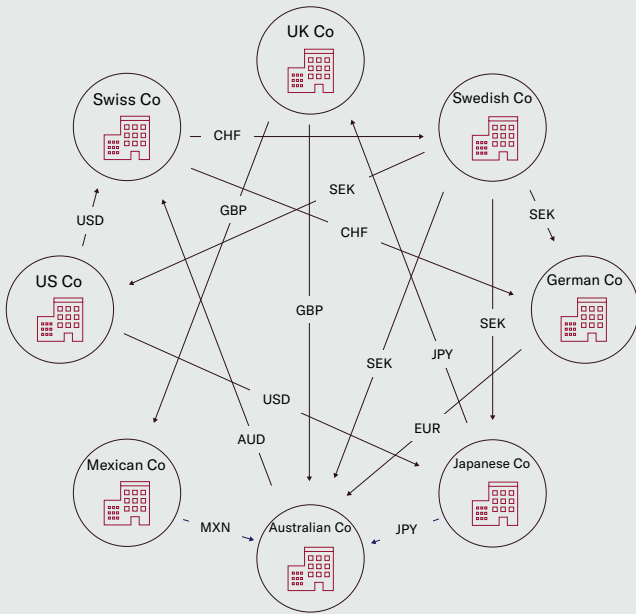 UK Co
Swiss Co
Swedish Co
CHF
SEK
GBP
SEK
USD
CHF
US Co
German Co
GBP
SEK
JPY
SEK
USD
EUR
AUD
Mexican Co
Japanese Co
MXN
Australian Co
JPY